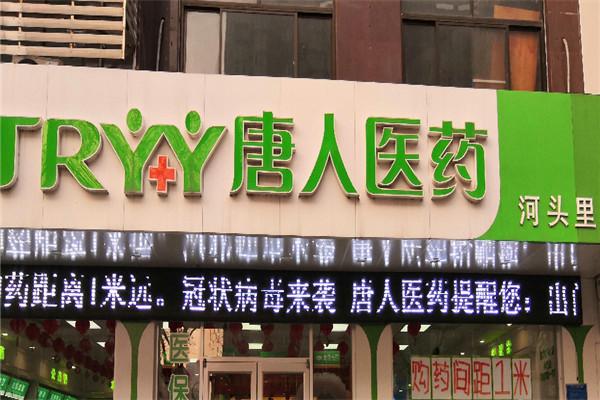 TRYY唐人医药
河头里
药距离1米远。冠状病毒来袭 唐人医药提醒您：出门
医保
购药间距1米